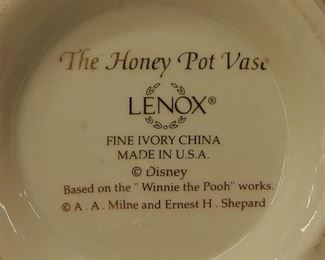 The Honey Pot Vase
LENOX®
FINE IVORY CHINA
MADE IN U.S.A.
© Disney
Based on the "Winnie the Pooh" works.
© A. A. Milne and Ernest H. Shepard